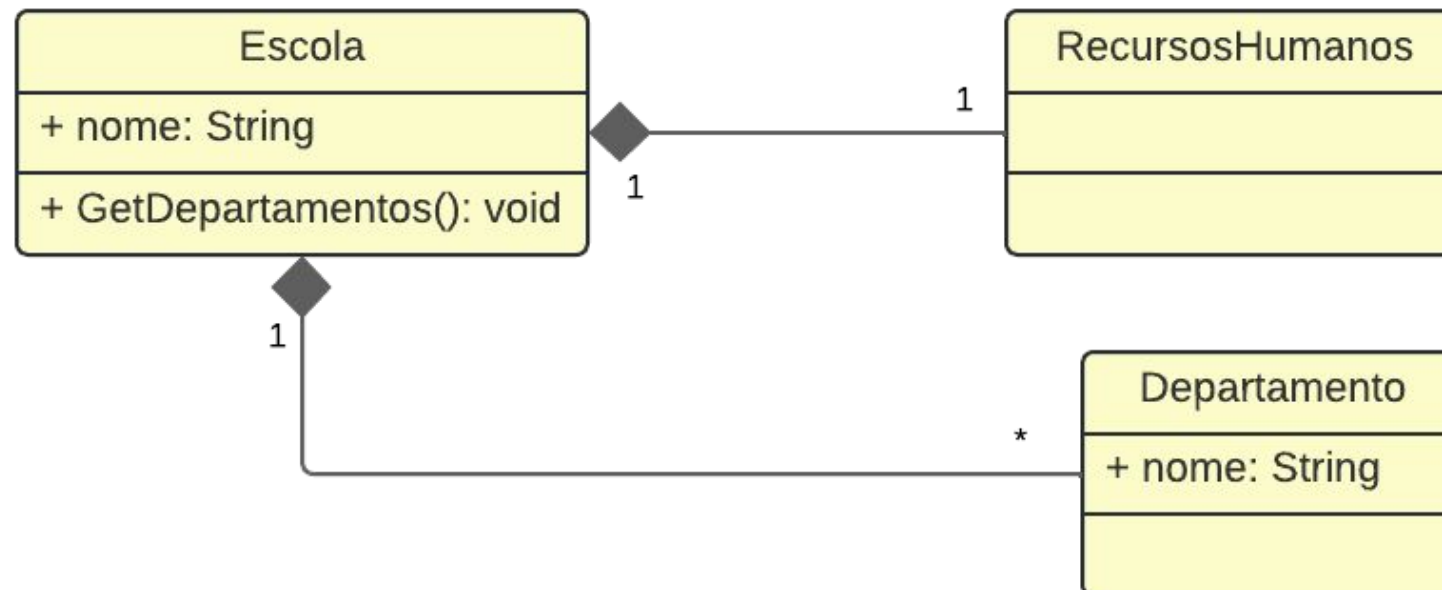 Escola
+ nome: String
+ GetDepartamentos(): void
1
1
RecursosHumanos
1
*
Departamento
+ nome: String